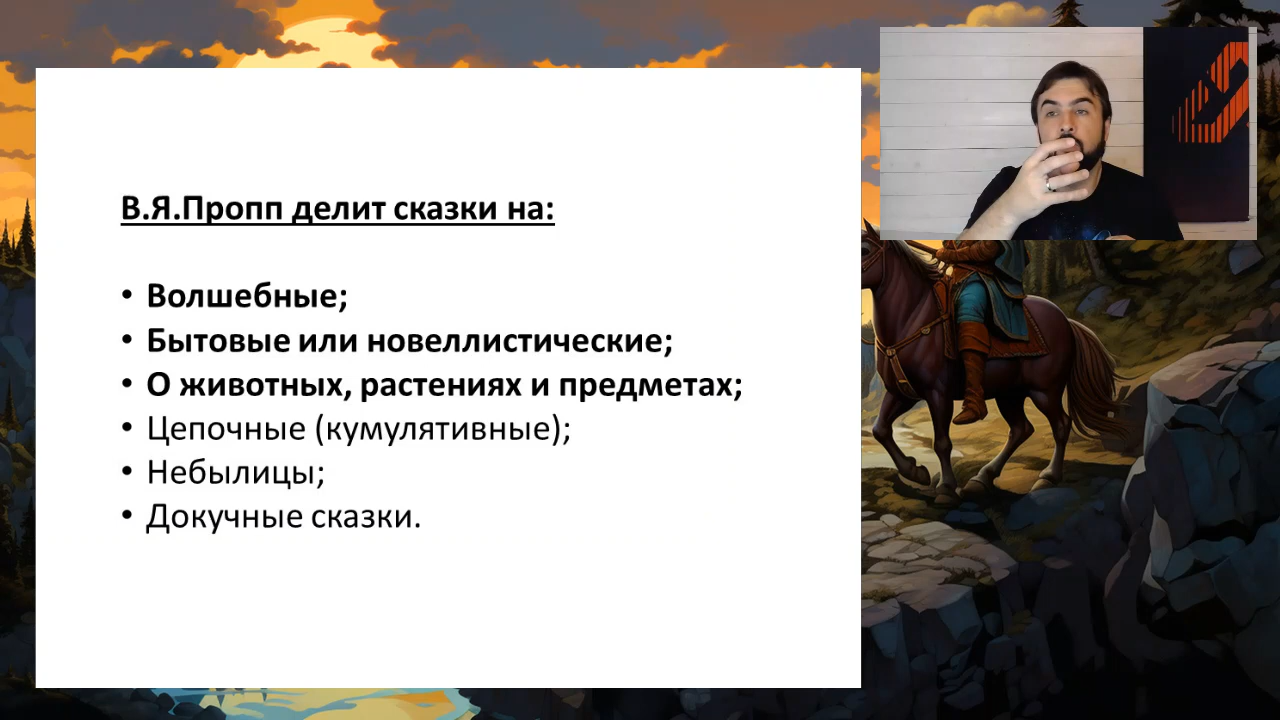 В.Я.Пропп делит сказки на:
• Волшебные;
• Бытовые или новеллистические;
• О животных, растениях и предметах;
• Цепочные (кумулятивные);
• Небылицы;
• Докучные сказки.